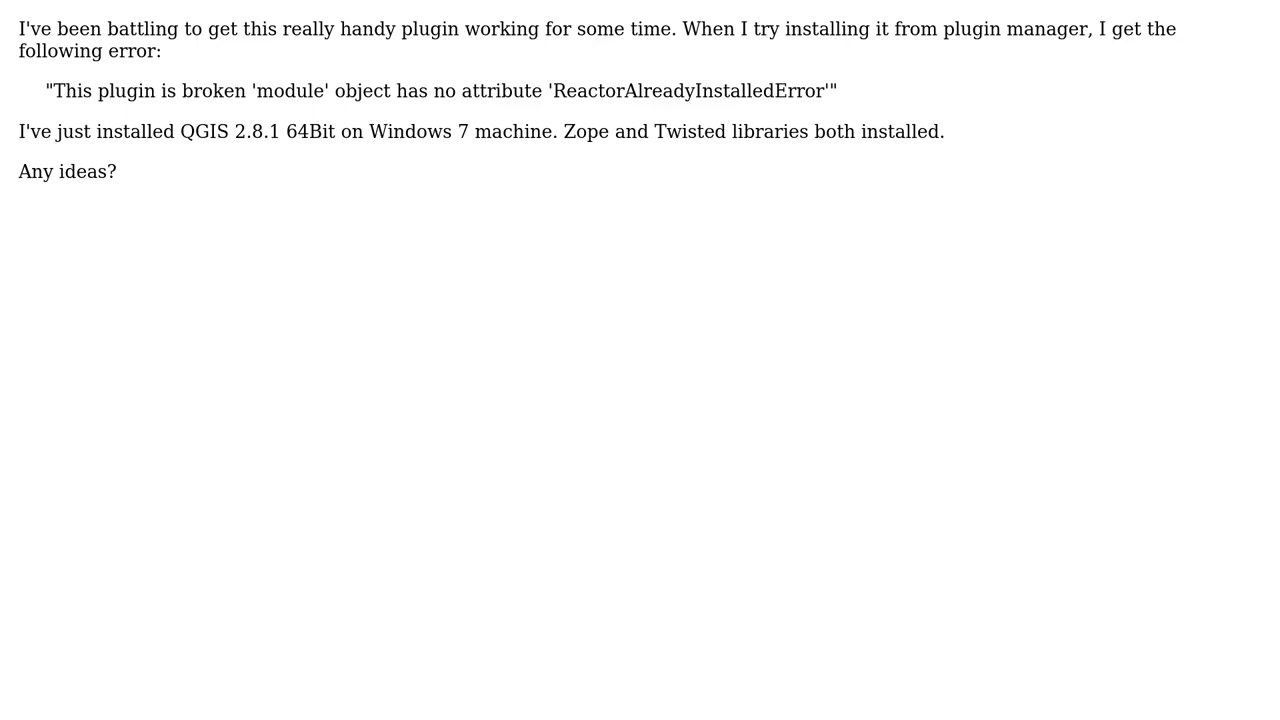 I've been battling to get this really handy plugin working for some time. When I try installing it from plugin manager, I get the
following error:
"This plugin is broken 'module' object has no attribute 'ReactorAlreadyInstalledError'"
I've just installed QGIS 2.8.1 64Bit on Windows 7 machine. Zope and Twisted libraries both installed.
Any ideas?